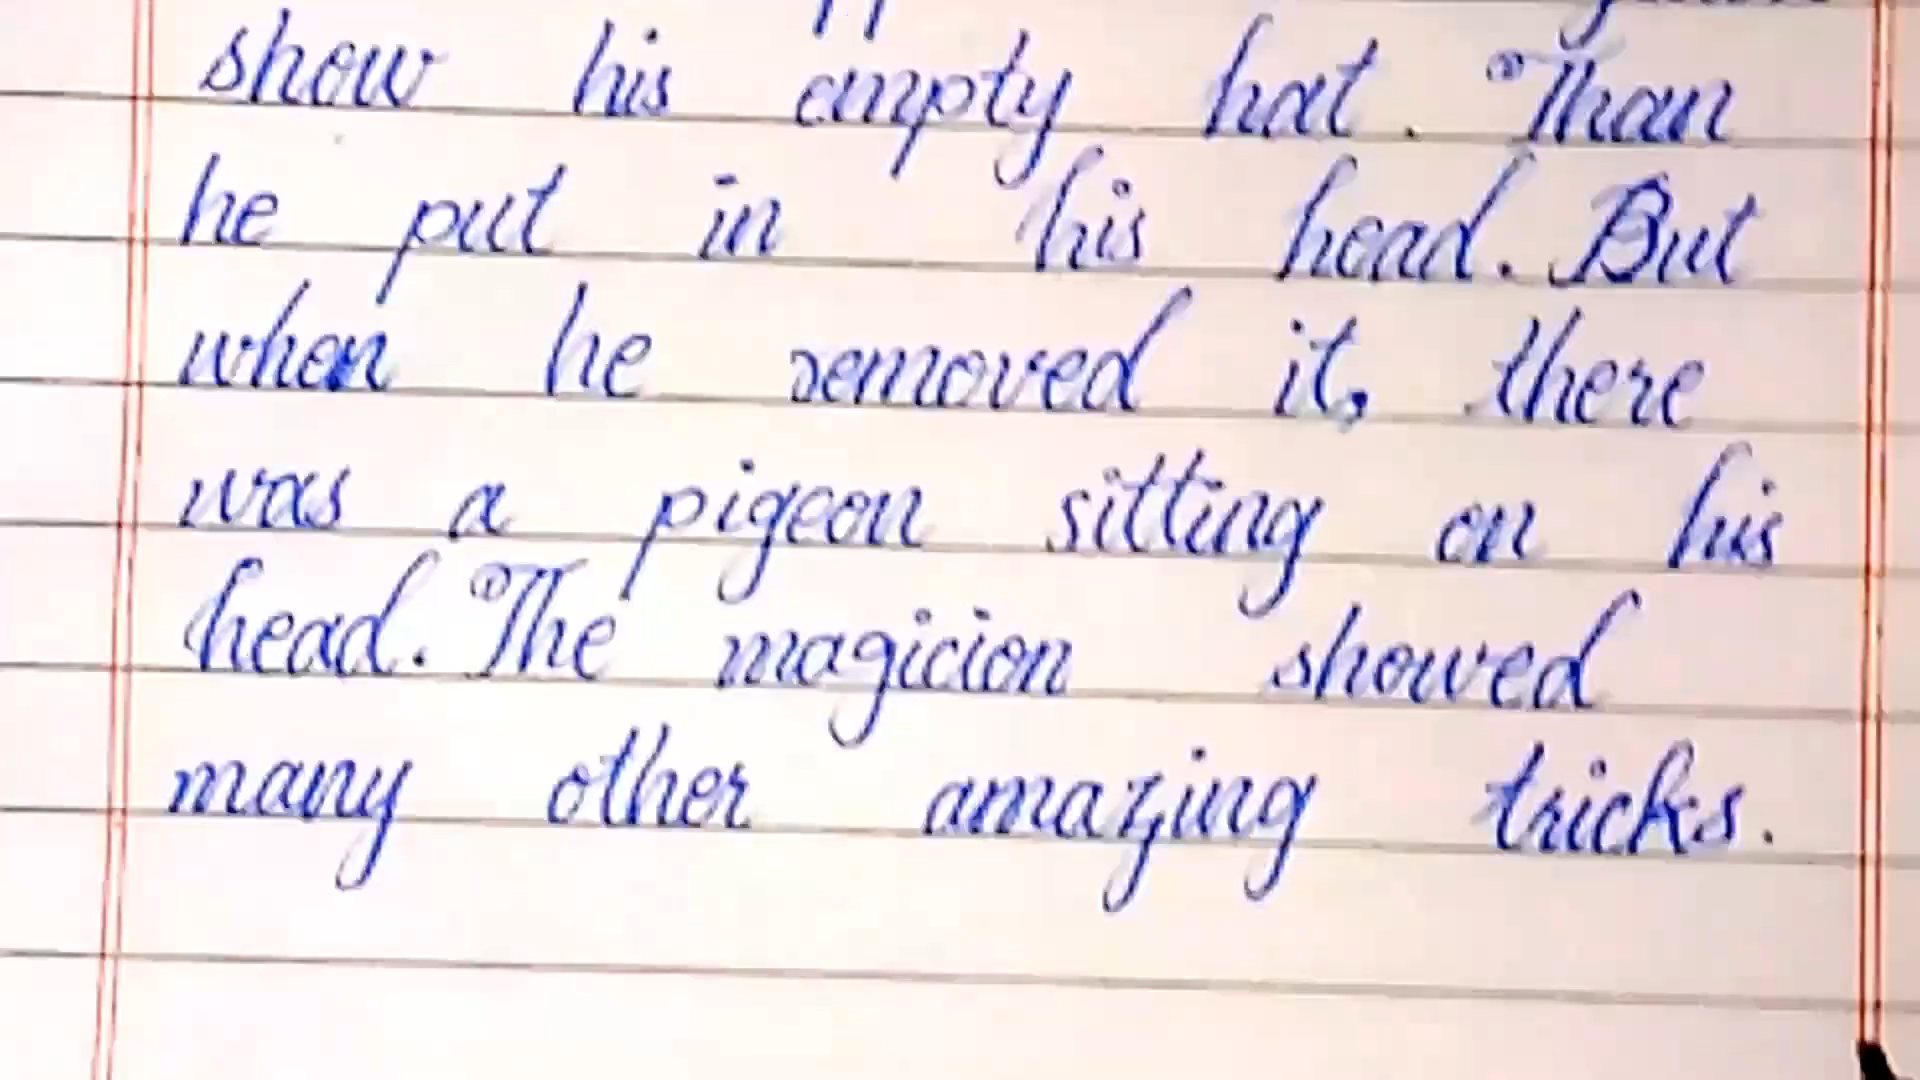 show his empty hat. Than
he put in his head. But
when he removed it, there
was a pigeon sitting on his
head. The magicion showed
many other amazing tricks.